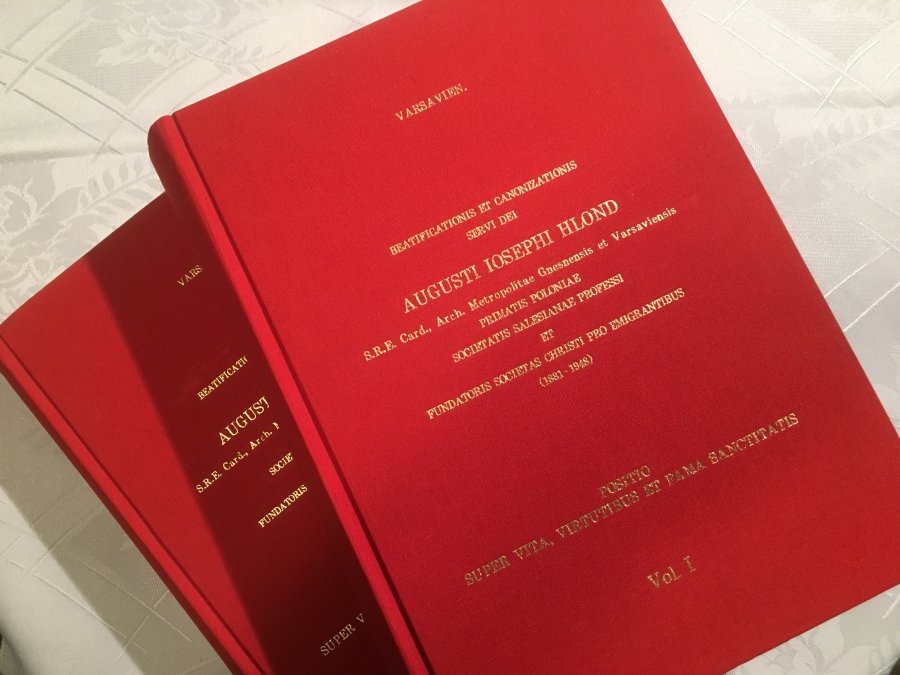 VARSAVIEN.
BEATIFICATIONIS ET CANONIZATIONIS
SERVI DEI
AUGUSTI IOSEPHI HLOND
S.R.E. Card., Arch. Metropolitae Gnesnensis et Varsaviensis
PRIMATIS POLONIAE
SOCIETATIS SALESIANAE PROFESSI
ET
FUNDATORIS SOCIETAS CHRISTI PRO EMIGRANTIBUS
(1881-1948)
POSITIO
SUPER VITA, VIRTUTIBUS ET FAMA SANCTITATIS
Vol. I
VARS
BEATIFICATIO
AUGUST
S.R.E. Card., Arch. M
SOCIE
FUNDATORIS
SUPER V